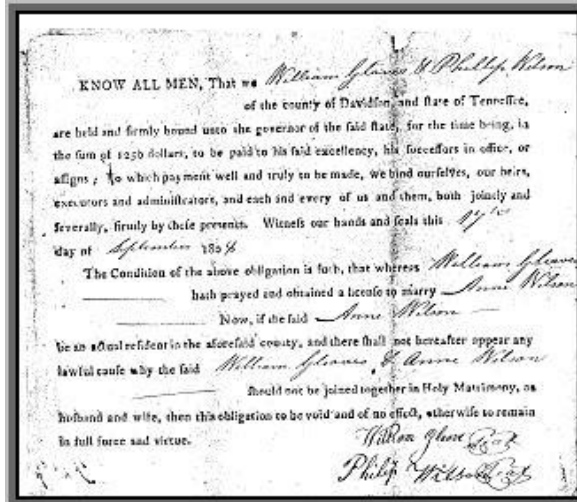 KNOW ALL MEN, That we William Gleaves & Phillip Wilson
of the county of Davidson, and state of Tennessee,
are held and firmly bound unto the governor of the said state, for the time being, in
the sum of 1250 dollars, to be paid to his said excellency, his successors in office, or
assigns; to which payment well and truly to be made, we bind ourselves, our heirs,
executors and administrators, and each and every of us and them, both jointly and
severally, firmly by these presents. Witness our hands and seals this 17th
day of September 180
The Condition of the above obligation is such, that whereas William Gleaves
hath prayed and obtained a license to marry Anne Wilson
Now, if the said Anne Wilson
be an actual resident in the aforesaid county, and there shall not hereafter appear any
lawful cause why the said William Gleaves & Anne Wilson
should not be joined together in Holy Matrimony, as
husband and wife, then this obligation to be void and of no effect, otherwise to remain
in full force and virtue.
Seal
Philip Wilson Seal